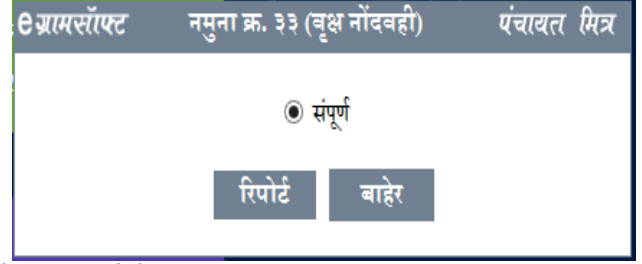 eग्रामसॉफ्ट नमुना क्र. ३३ (वृक्ष नोंदवही) पंचायत मित्र
संपूर्ण
रिपोर्ट बाहेर